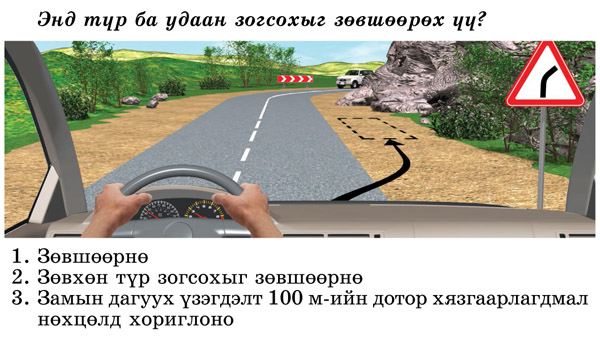 Энд түр ба удаан зогсохыг зөвшөөрөх үү?
1. Зөвшөөрнө
2. Зөвхөн түр зогсохыг зөвшөөрнө
3. Замын дагуух үзэгдэлт 100 м-ийн дотор хязгаарлагдмал
нөхцөлд хориглоно